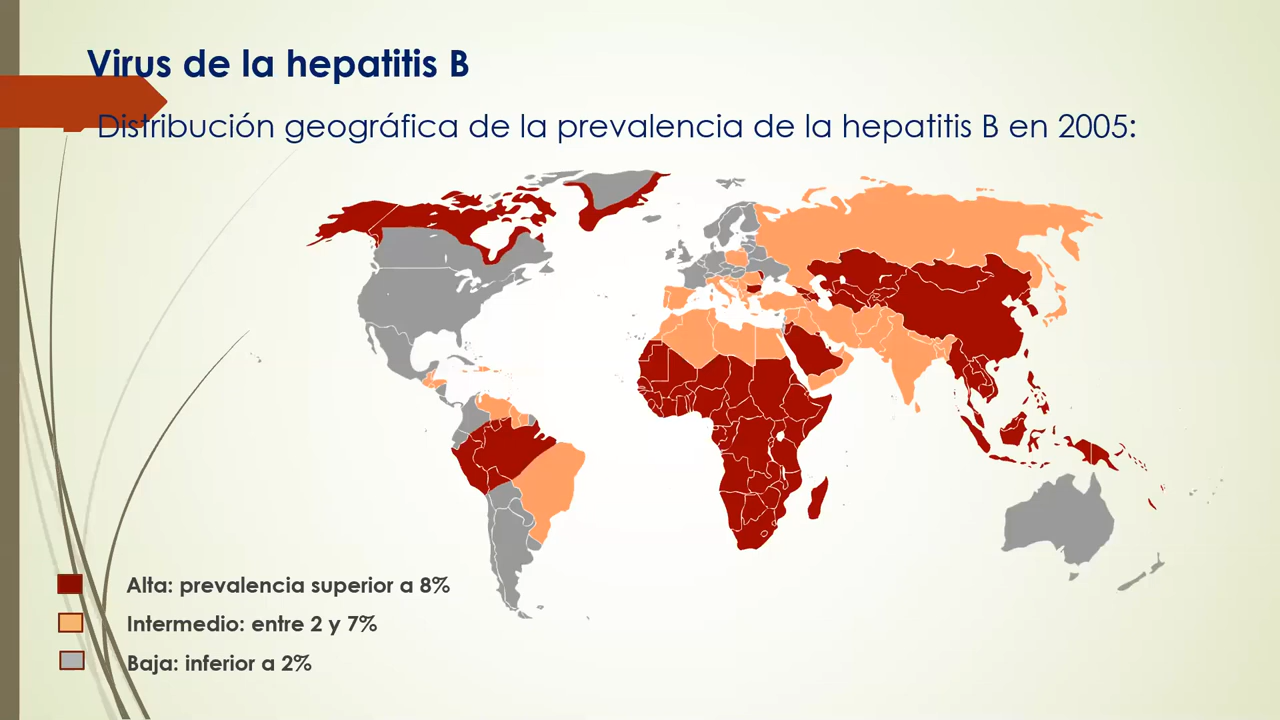 Virus de la hepatitis B
Distribución geográfica de la prevalencia de la hepatitis B en 2005:
Alta: prevalencia superior a 8%
Intermedio: entre 2 y 7%
Baja: inferior a 2%